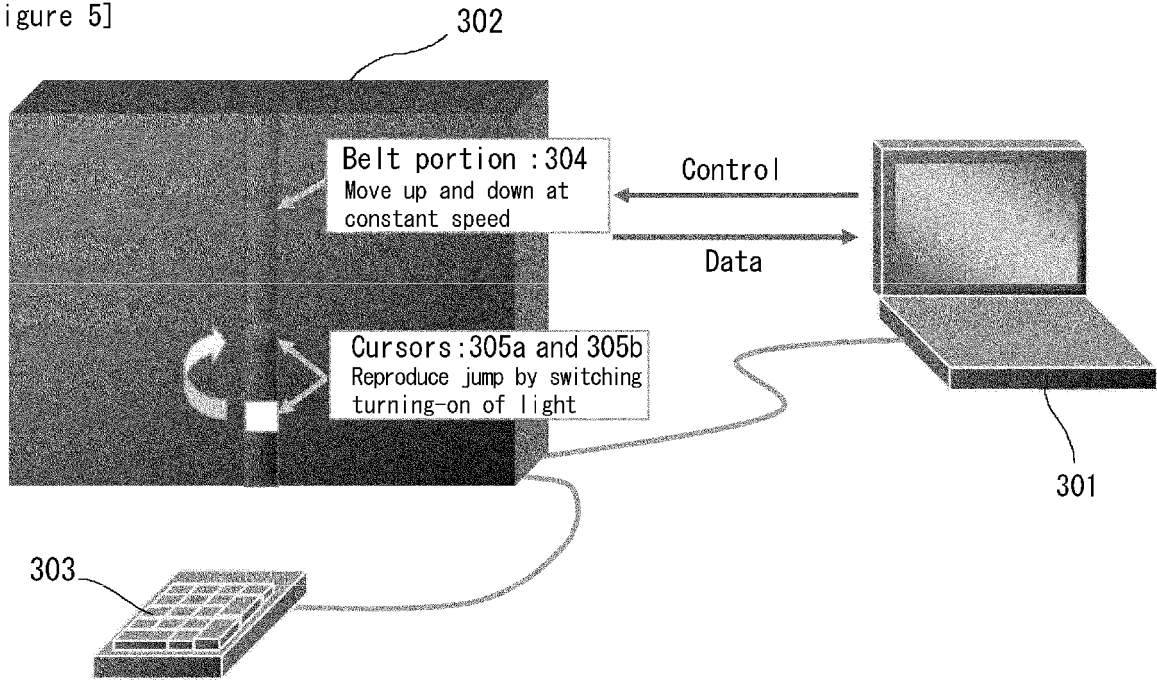 igure 5]
302
Belt portion :304
Move up and down at
constant speed
Control
Data
Cursors:305a and 305b
Reproduce jump by switching
turning-on of light
301
303